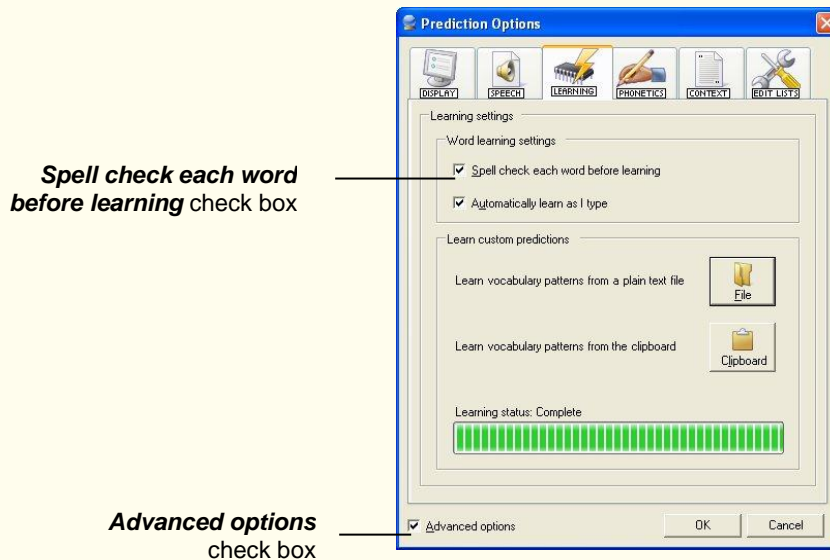 Prediction Options
DISPLAY SPEECH LEARNING PHONETICS CONTEXT EDIT LISTS
Learning settings
Word learning settings
Spell check each word
before learning check box
Spell check each word before learning
Automatically learn as I type
Learn custom predictions
Learn vocabulary patterns from a plain text file
File
Learn vocabulary patterns from the clipboard
Clipboard
Learning status: Complete
Advanced options
check box
Advanced options OK Cancel